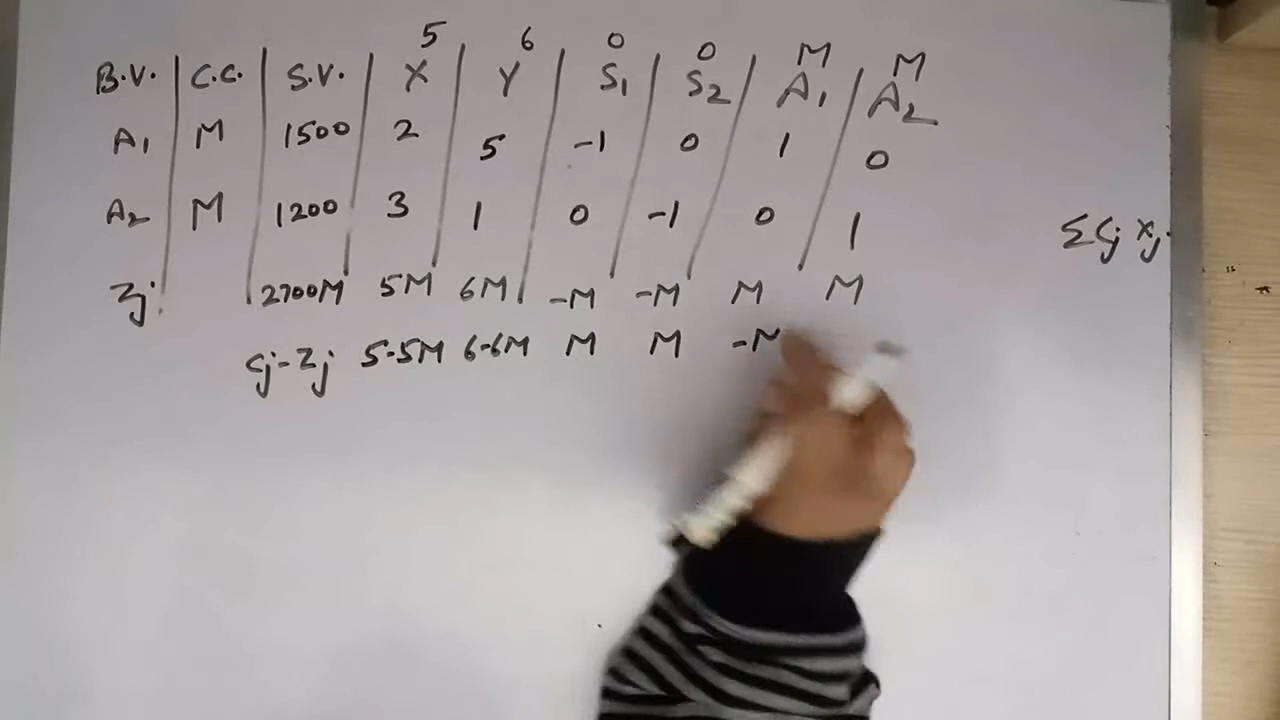 5 6 0 0 M M
B.V. C.C. S.V. X Y S1 S2 A1 A2
A1 M 1500 2 5 -1 0 1 0
A2 M 1200 3 1 0 -1 0 1
Σ Cj Xj.
Zj 2700M 5M 6M -M -M M M
Cj-Zj 5-5M 6-6M M M -M